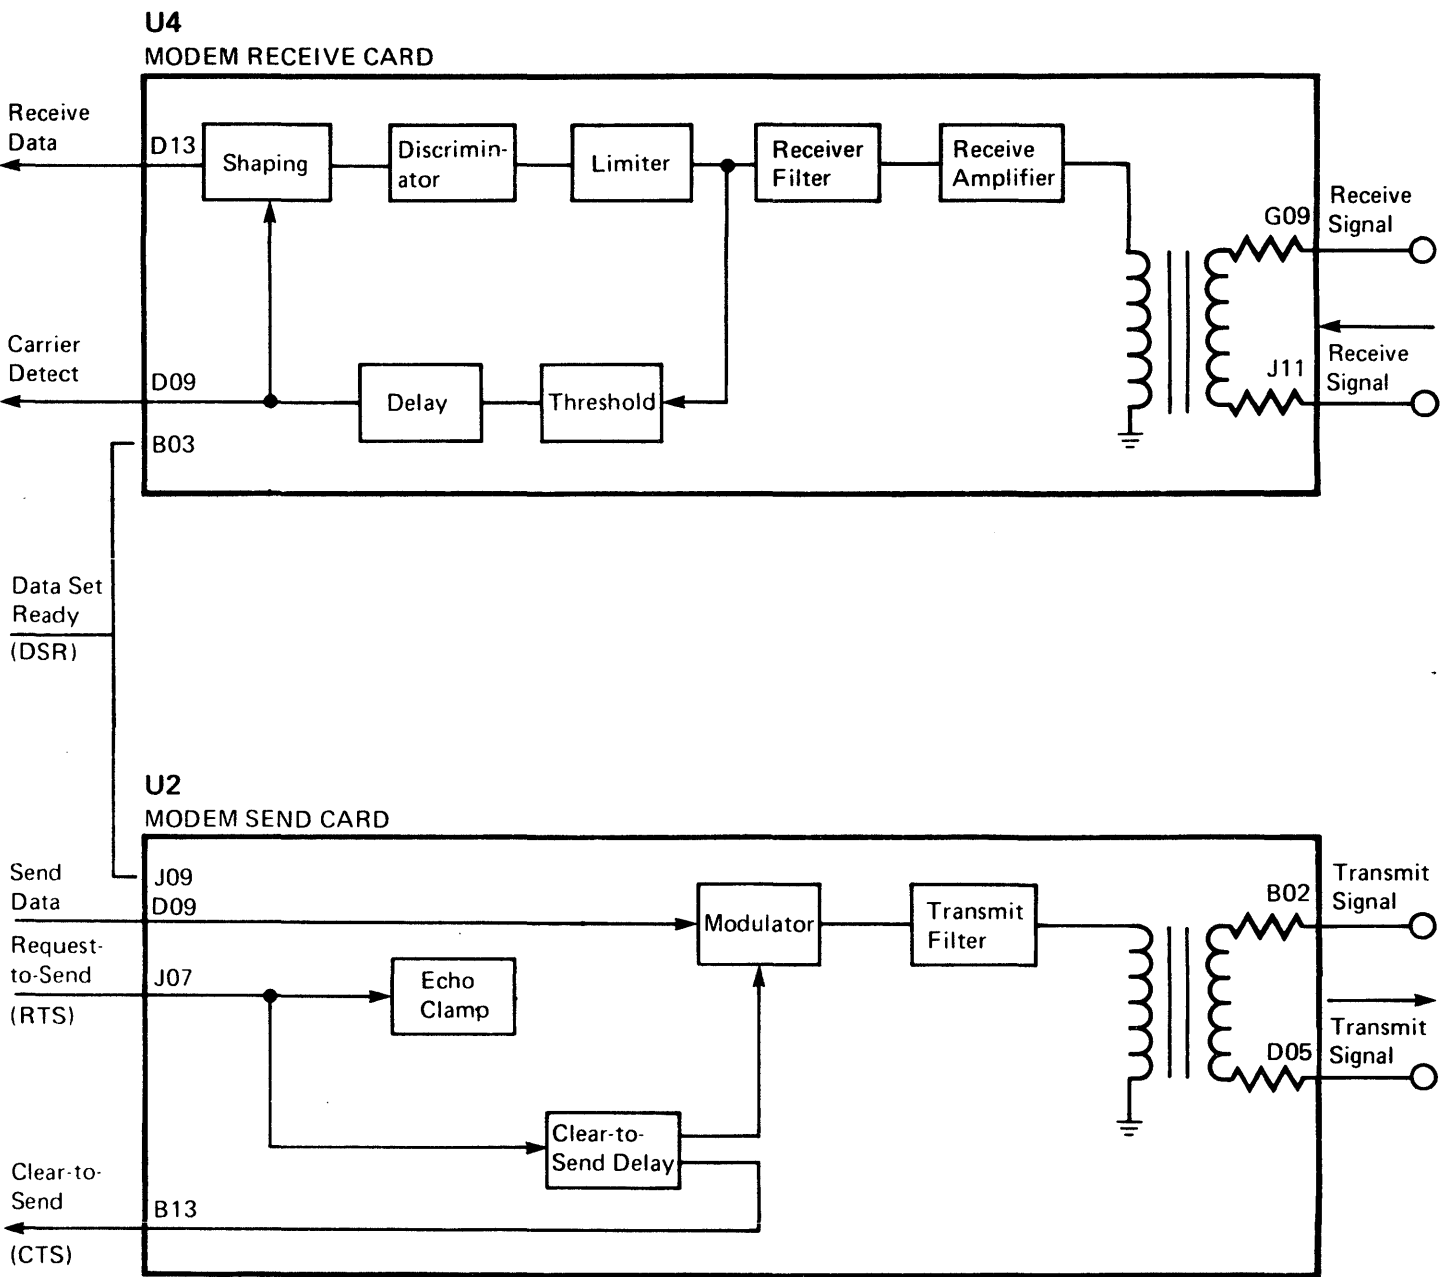 U4
MODEM RECEIVE CARD
Receive
Data
D13
Shaping
Discrimin-
ator
Limiter
Receiver
Filter
Receive
Amplifier
G09
Receive
Signal
Carrier
Detect
D09
Delay
Threshold
J11
Receive
Signal
B03
Data Set
Ready
(DSR)
U2
MODEM SEND CARD
Send
Data
J09
D09
Modulator
Transmit
Filter
B02
Transmit
Signal
Request-
to-Send
(RTS)
J07
Echo
Clamp
D05
Transmit
Signal
Clear-to-
Send Delay
Clear-to-
Send
(CTS)
B13